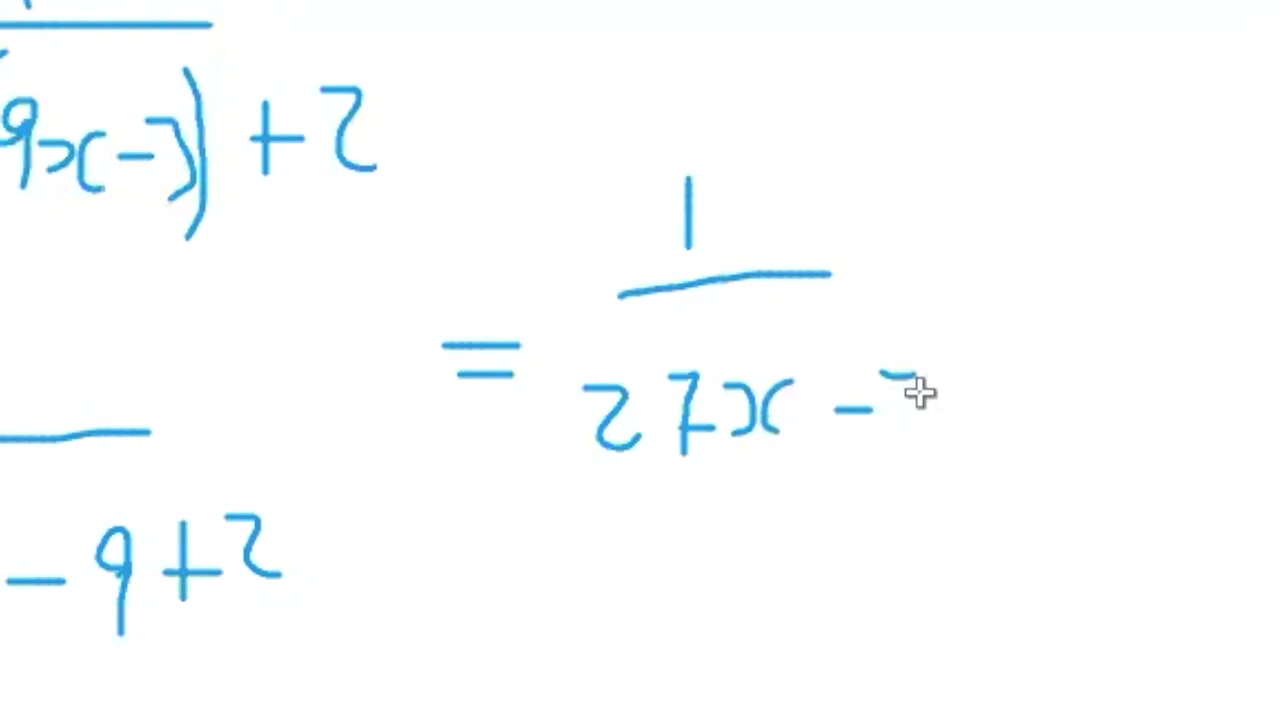 9x-3) + 2
1
= 27x -
- 9 + 2